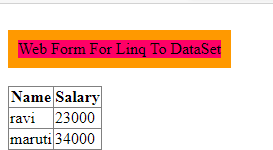 Web Form For Linq To DataSet
Name Salary
ravi 23000
maruti 34000